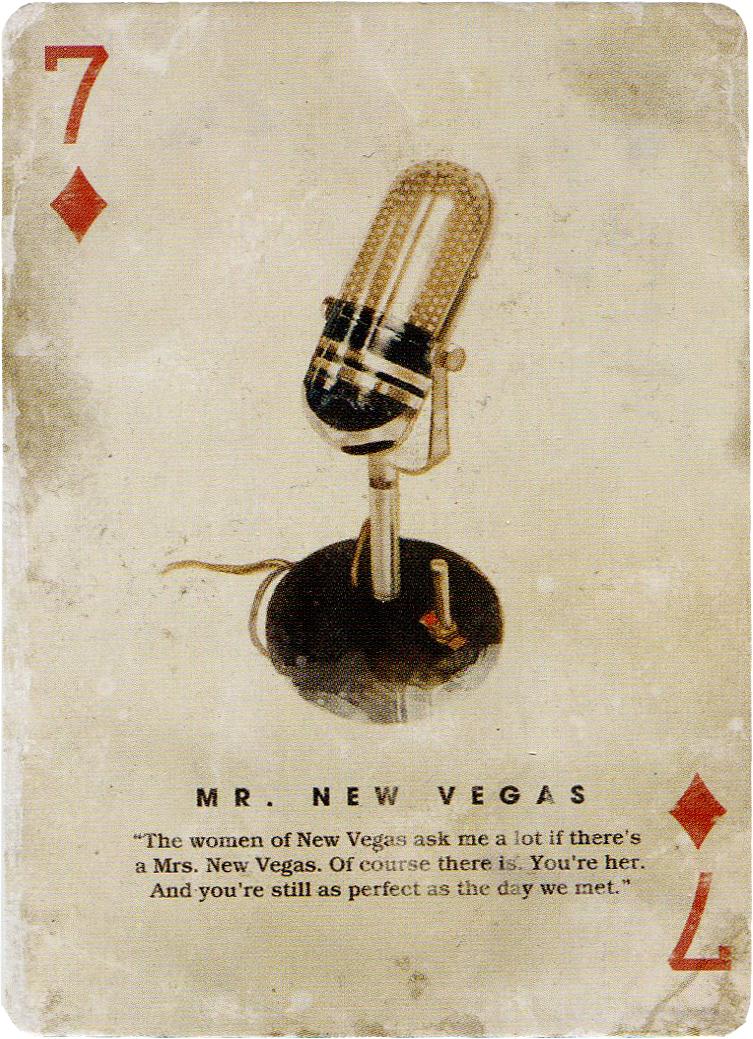 7
MR. NEW VEGAS
“The women of New Vegas ask me a lot if there's
a Mrs. New Vegas. Of course there is. You're her.
And you're still as perfect as the day we met.”
7